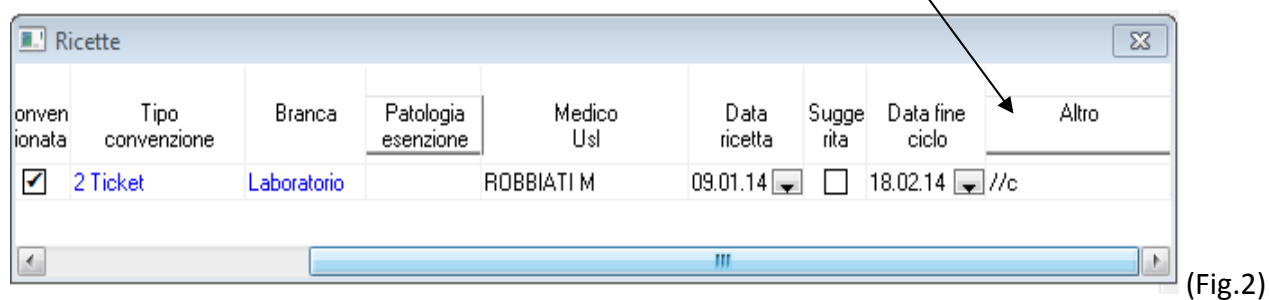 Ricette
onven ionata Tipo convenzione Branca Patologia esenzione Medico Usl Data ricetta Sugge rita Data fine ciclo Altro
2 Ticket Laboratorio ROBBIATI M 09.01.14 18.02.14 //c
(Fig.2)